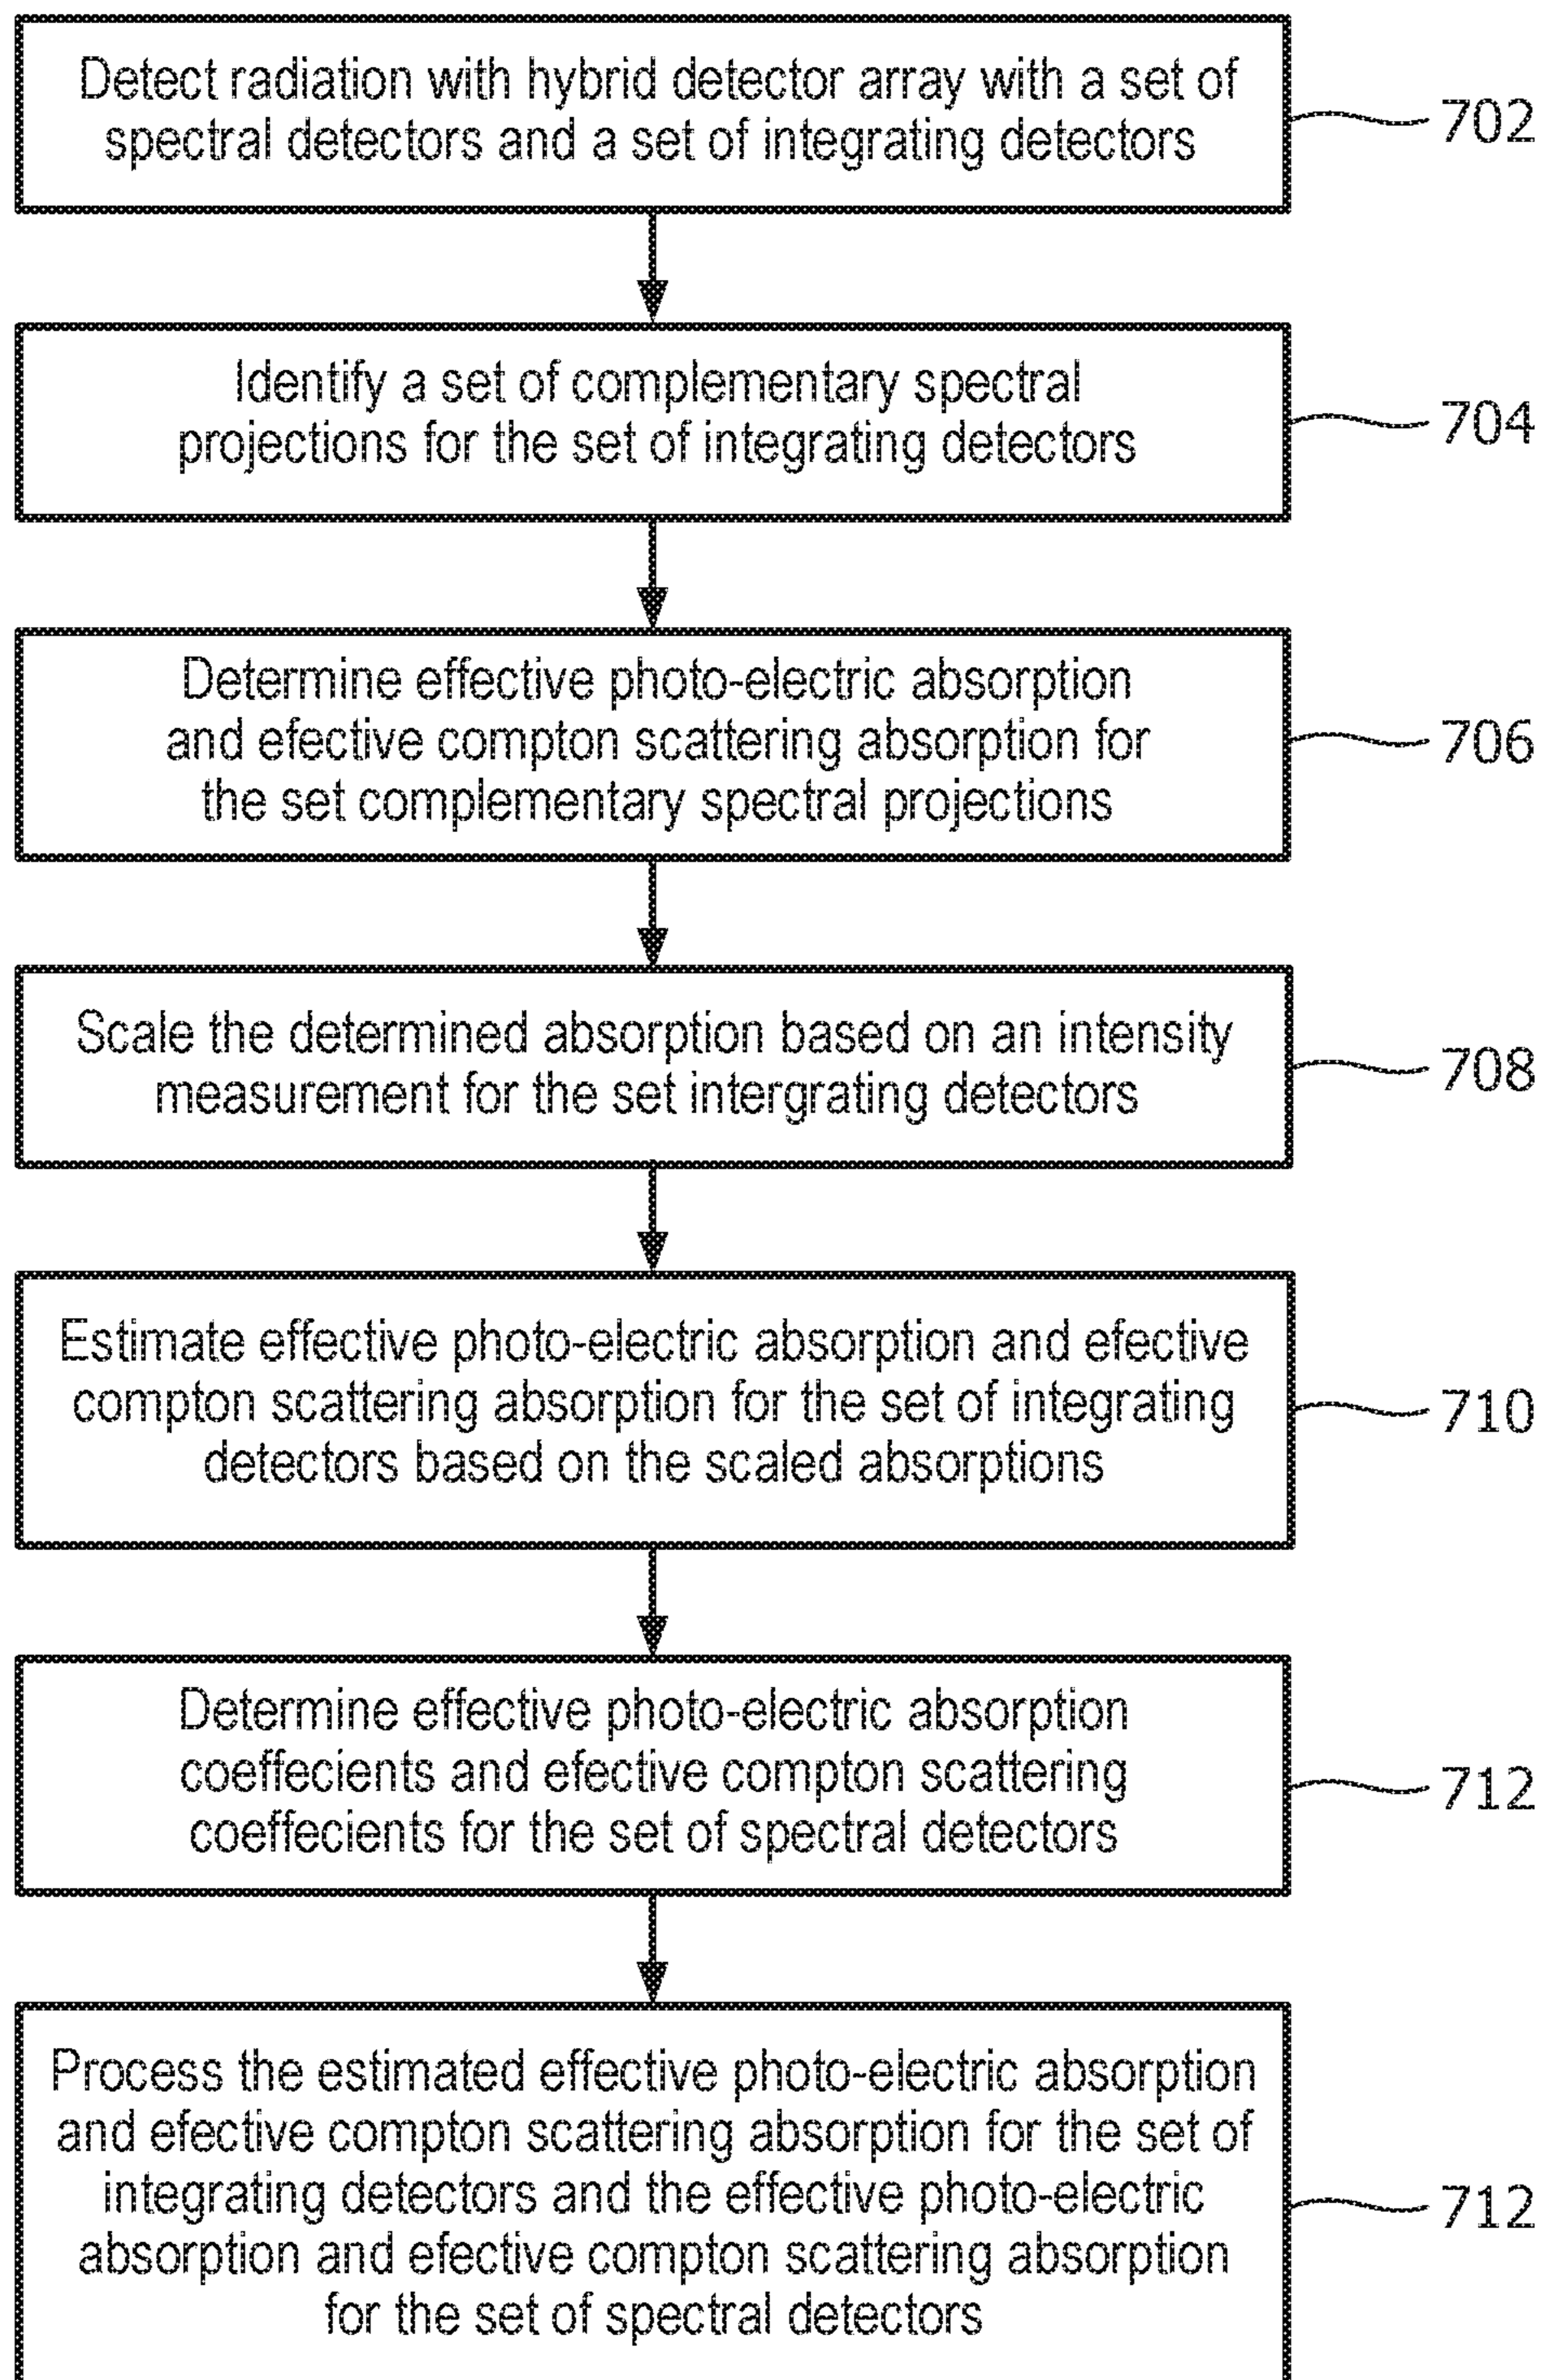 Detect radiation with hybrid detector array with a set of
spectral detectors and a set of integrating detectors
702
Identify a set of complementary spectral
projections for the set of integrating detectors
704
Determine effective photo-electric absorption
and efective compton scattering absorption for
the set complementary spectral projections
706
Scale the determined absorption based on an intensity
measurement for the set intergrating detectors
708
Estimate effective photo-electric absorption and efective
compton scattering absorption for the set of integrating
detectors based on the scaled absorptions
710
Determine effective photo-electric absorption
coeffecients and efective compton scattering
coeffecients for the set of spectral detectors
712
Process the estimated effective photo-electric absorption
and efective compton scattering absorption for the set of
integrating detectors and the effective photo-electric
absorption and efective compton scattering absorption
for the set of spectral detectors
712